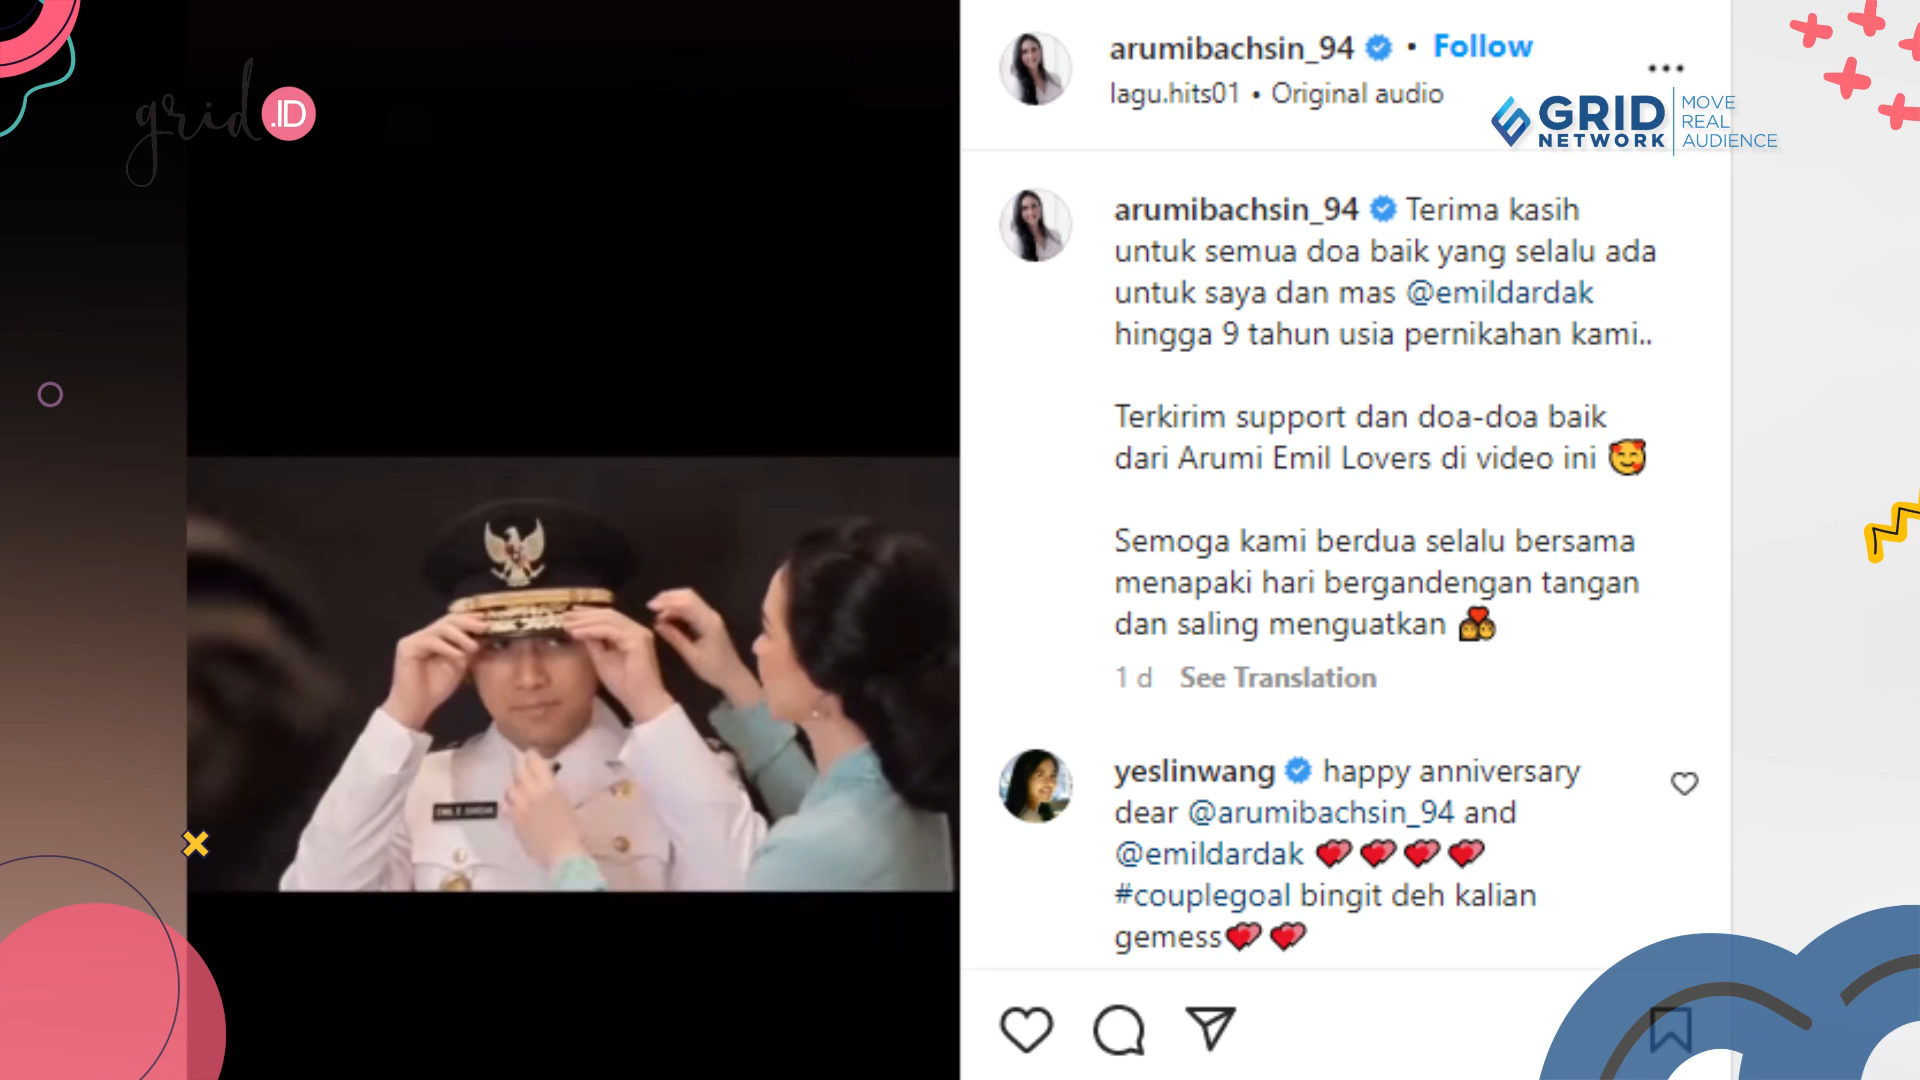 grid .ID
arumibachsin_94 • Follow
lagu.hits01 • Original audio
GRID NETWORK
MOVE
REAL
AUDIENCE
arumibachsin_94 Terima kasih
untuk semua doa baik yang selalu ada
untuk saya dan mas @emildardak
hingga 9 tahun usia pernikahan kami..
Terkirim support dan doa-doa baik
dari Arumi Emil Lovers di video ini 🥰
Semoga kami berdua selalu bersama
menapaki hari bergandengan tangan
dan saling menguatkan 💑
1 d See Translation
yeslinwang happy anniversary
dear @arumibachsin_94 and
@emildardak 💕💕💕💕
#couplegoal bingit deh kalian
gemess💕💕